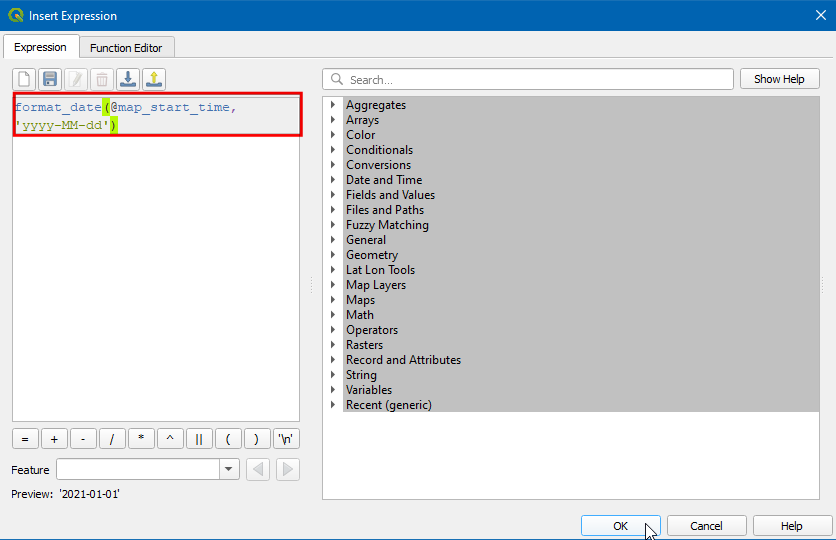 Insert Expression
Expression
Function Editor
Search...
Show Help
format_date(@map_start_time,
'yyyy-MM-dd')
Aggregates
Arrays
Color
Conditionals
Conversions
Date and Time
Fields and Values
Files and Paths
Fuzzy Matching
General
Geometry
Lat Lon Tools
Map Layers
Maps
Math
Operators
Rasters
Record and Attributes
String
Variables
Recent (generic)
= + - / * ^ || ( ) '\n'
Feature
Preview: '2021-01-01'
OK Cancel Help